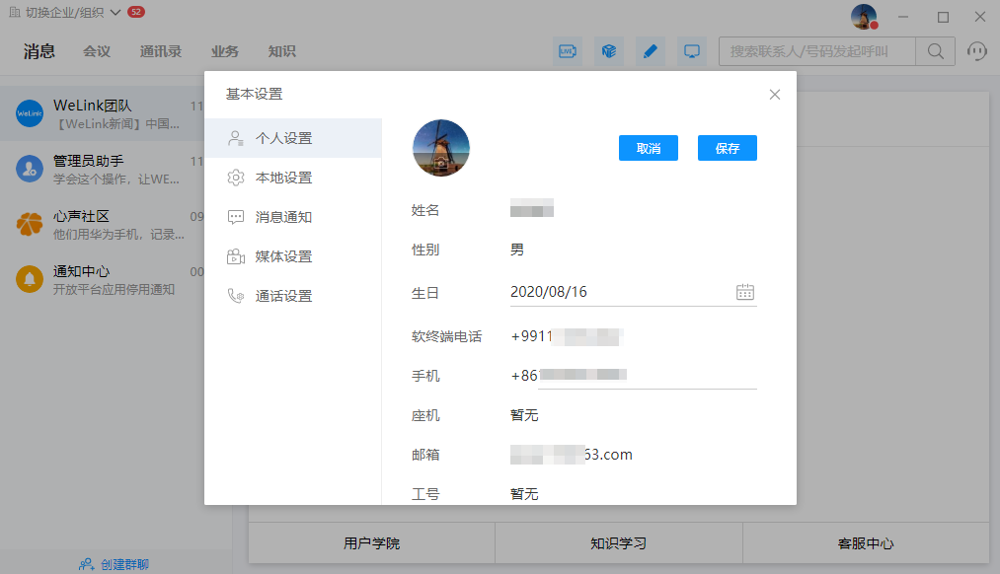 切换企业/组织 52
消息 会议 通讯录 业务 知识
LIVE
搜索联系人/号码发起呼叫
WeLink
WeLink团队 11
【WeLink新闻】中国...
管理员助手 11
学会这个操作，让WE...
心声社区 09
他们用华为手机，记录...
通知中心 00
开放平台应用停用通知
创建群聊
基本设置
个人设置
本地设置
消息通知
媒体设置
通话设置
取消 保存
姓名
性别 男
生日 2020/08/16
软终端电话 +9911
手机 +86
座机 暂无
邮箱 63.com
工号 暂无
用户学院 知识学习 客服中心